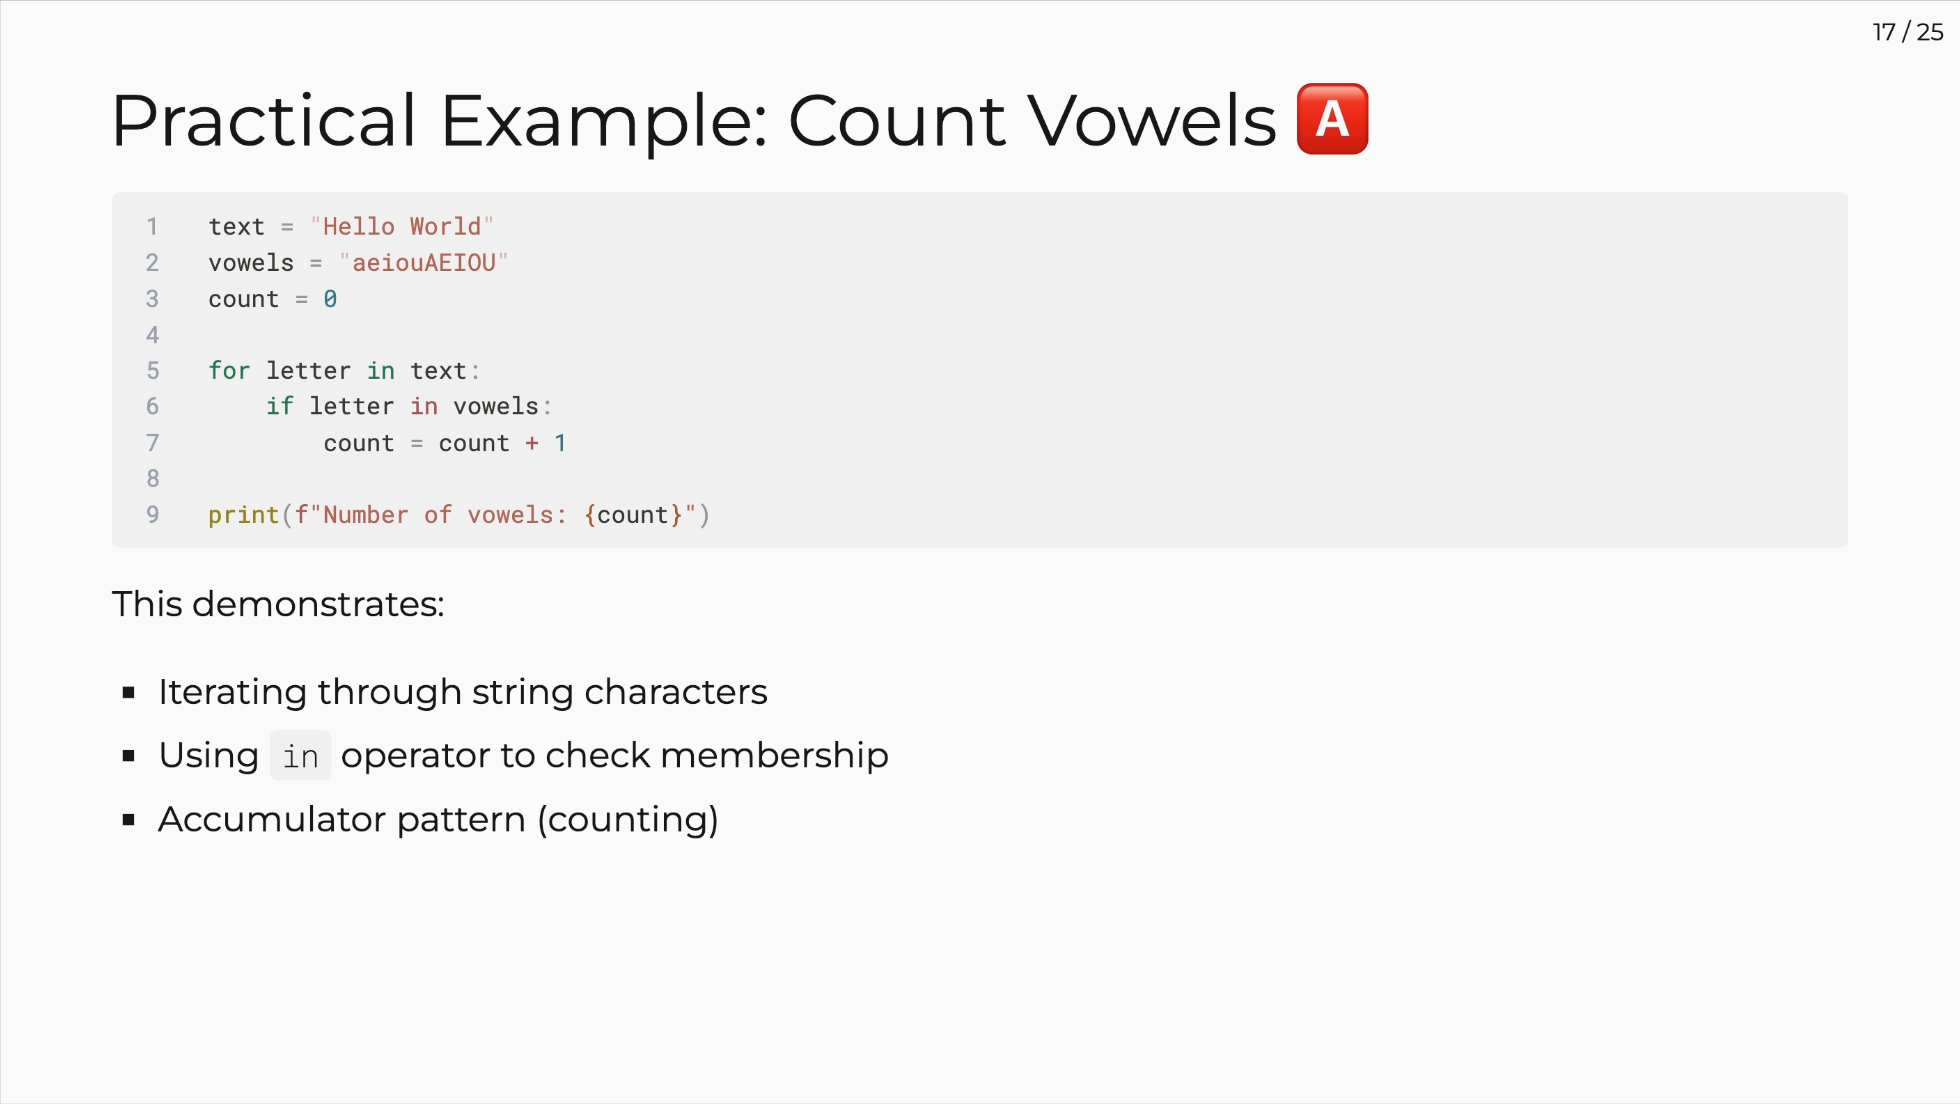 17 / 25
Practical Example: Count Vowels 🅰
1 text = "Hello World"
2 vowels = "aeiouAEIOU"
3 count = 0
4
5 for letter in text:
6     if letter in vowels:
7         count = count + 1
8
9 print(f"Number of vowels: {count}")
This demonstrates:
▪ Iterating through string characters
▪ Using in operator to check membership
▪ Accumulator pattern (counting)